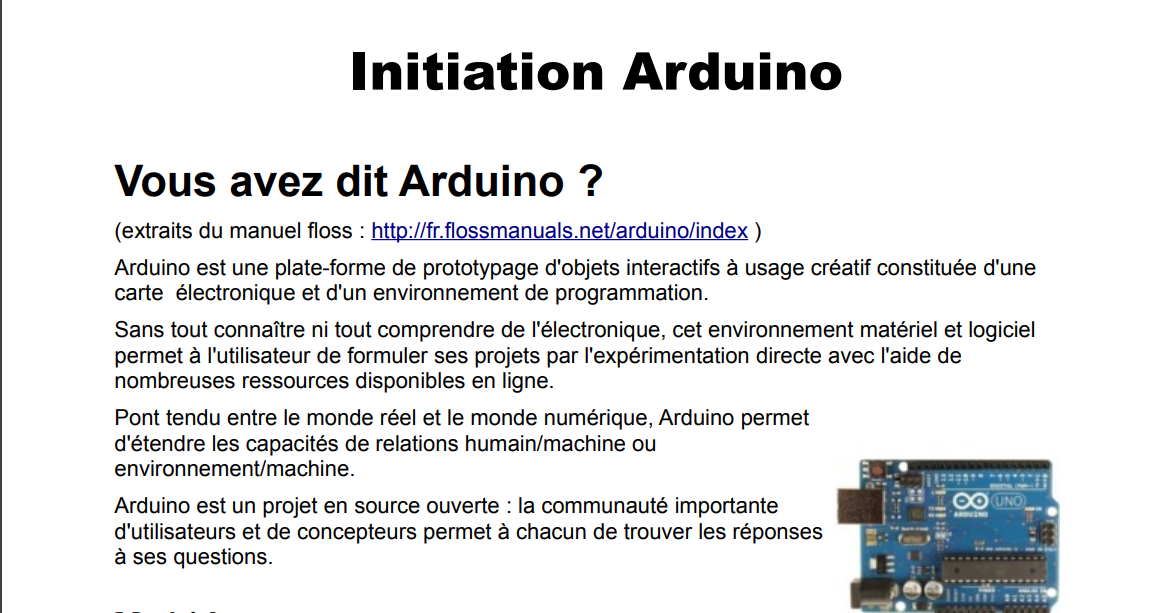 Initiation Arduino
Vous avez dit Arduino ?
(extraits du manuel floss : http://fr.flossmanuals.net/arduino/index )
Arduino est une plate-forme de prototypage d'objets interactifs à usage créatif constituée d'une
carte  électronique et d'un environnement de programmation.
Sans tout connaître ni tout comprendre de l'électronique, cet environnement matériel et logiciel
permet à l'utilisateur de formuler ses projets par l'expérimentation directe avec l'aide de
nombreuses ressources disponibles en ligne.
Pont tendu entre le monde réel et le monde numérique, Arduino permet
d'étendre les capacités de relations humain/machine ou
environnement/machine.
Arduino est un projet en source ouverte : la communauté importante
d'utilisateurs et de concepteurs permet à chacun de trouver les réponses
à ses questions.
UNO
ARDUINO